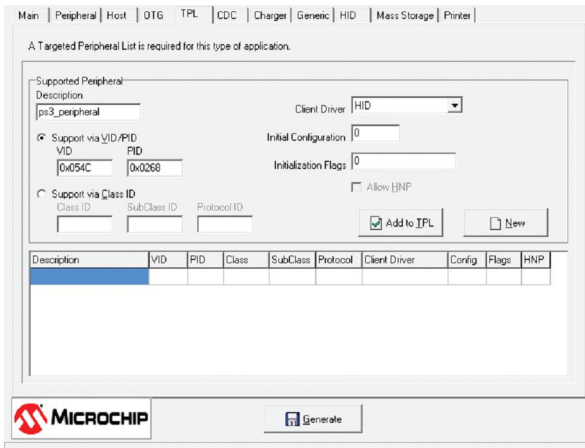 Main Peripheral Host OTG TPL CDC Charger Generic HID Mass Storage Printer
A Targeted Peripheral List is required for this type of application.
Supported Peripheral
Description
ps3_peripheral
Client Driver HID
Support via VID/PID
Initial Configuration 0
VID PID
0x054C 0x0268
Initialization Flags 0
Allow HNP
Support via Class ID
Class ID SubClass ID Protocol ID
Add to TPL New
Description VID PID Class SubClass Protocol Client Driver Config Flags HNP
MICROCHIP
Generate